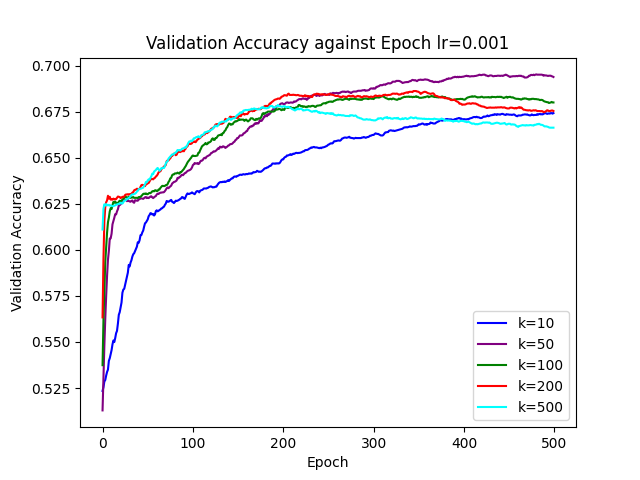 Validation Accuracy against Epoch lr=0.001
Validation Accuracy
0.700
0.675
0.650
0.625
0.600
0.575
0.550
0.525
0 100 200 300 400 500
Epoch
k=10
k=50
k=100
k=200
k=500